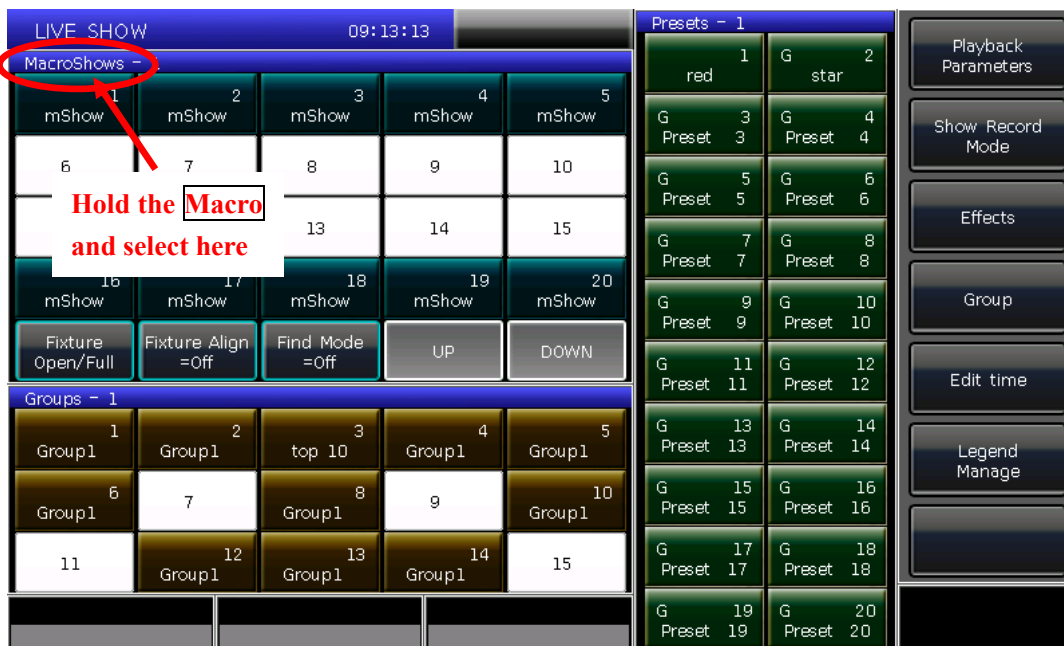 LIVE SHOW 09:13:13
MacroShows - 1
1 mShow
2 mShow
3 mShow
4 mShow
5 mShow
6
7
8
9
10
Hold the Macro
and select here
13
14
15
16 mShow
17 mShow
18 mShow
19 mShow
20 mShow
Fixture
Open/Full
Fixture Align
=Off
Find Mode
=Off
UP
DOWN
Groups - 1
1 Group1
2 Group1
3 top 10
4 Group1
5 Group1
6 Group1
7
8 Group1
9
10 Group1
11
12 Group1
13 Group1
14 Group1
15
Presets - 1
1
red
G 2
star
G 3
Preset 3
G 4
Preset 4
G 5
Preset 5
G 6
Preset 6
G 7
Preset 7
G 8
Preset 8
G 9
Preset 9
G 10
Preset 10
G 11
Preset 11
G 12
Preset 12
G 13
Preset 13
G 14
Preset 14
G 15
Preset 15
G 16
Preset 16
G 17
Preset 17
G 18
Preset 18
G 19
Preset 19
G 20
Preset 20
Playback
Parameters
Show Record
Mode
Effects
Group
Edit time
Legend
Manage